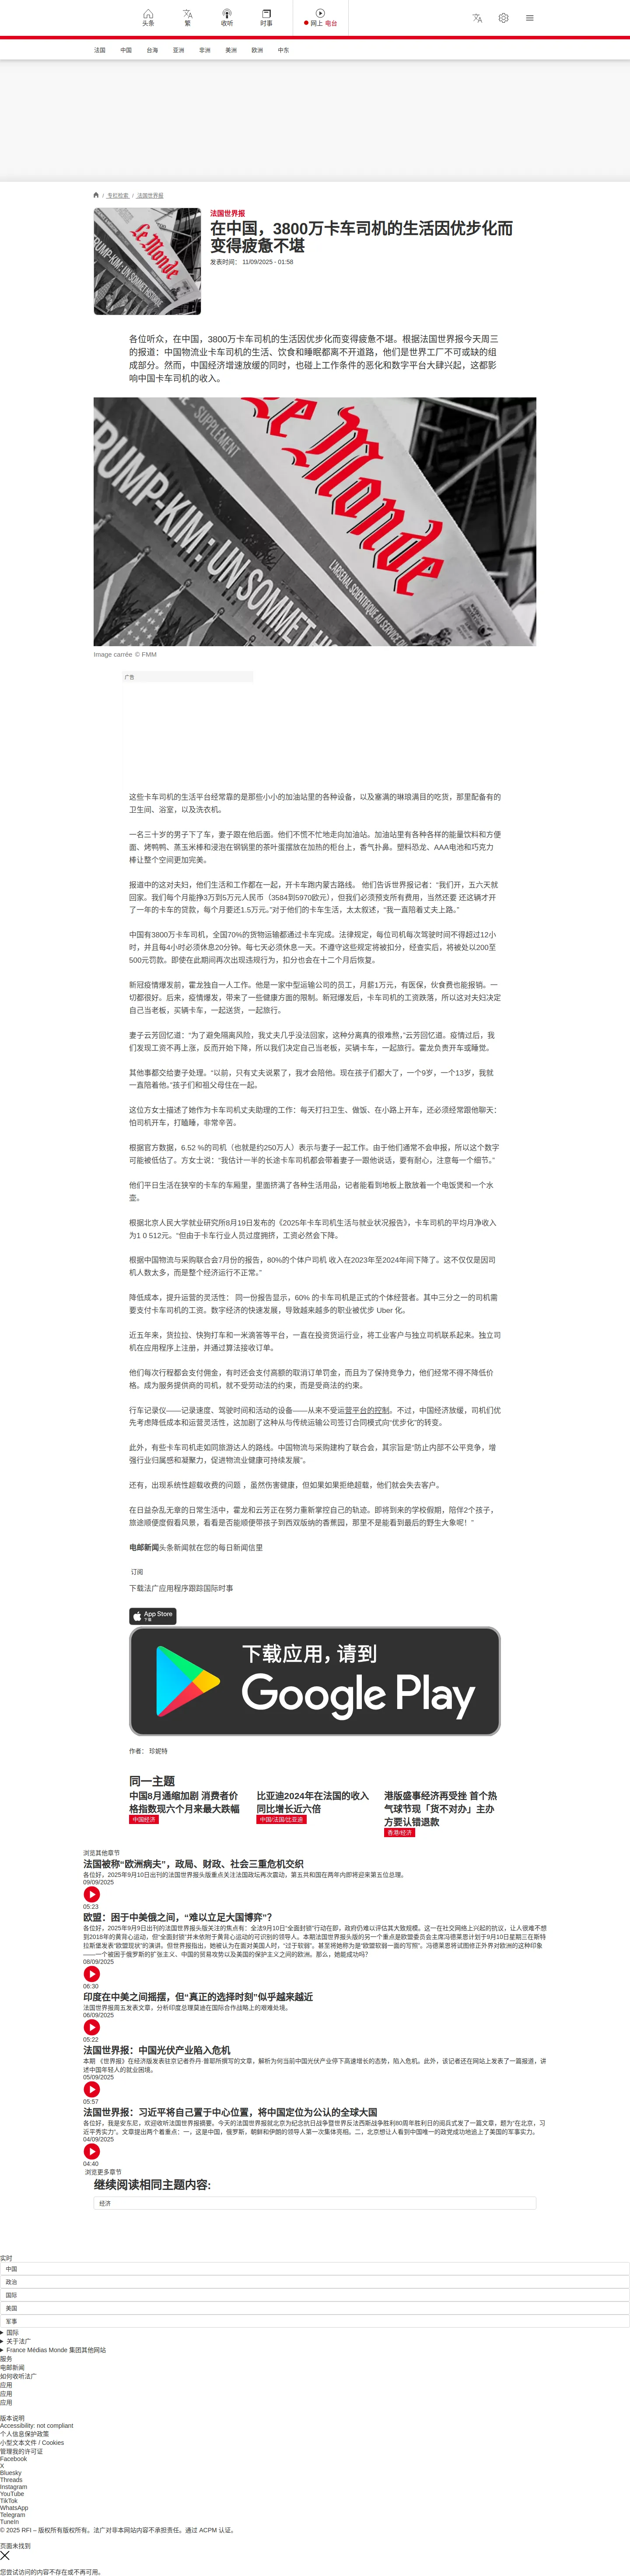 头条
繁
收听
时事
网上 电台
法国
中国
台海
亚洲
非洲
美洲
欧洲
中东
/ 专栏检索 / 法国世界报
法国世界报
在中国，3800万卡车司机的生活因优步化而
变得疲惫不堪
发表时间： 11/09/2025 - 01:58
各位听众，在中国，3800万卡车司机的生活因优步化而变得疲惫不堪。根据法国世界报今天周三
的报道：中国物流业卡车司机的生活、饮食和睡眠都离不开道路，他们是世界工厂不可或缺的组
成部分。然而，中国经济增速放缓的同时，也碰上工作条件的恶化和数字平台大肆兴起，这都影
响中国卡车司机的收入。
Le Monde
TRUMP-KIM : UN SOMMET HISTORIQUE
Image carrée © FMM
广告
这些卡车司机的生活平台经常靠的是那些小小的加油站里的各种设备，以及塞满的琳琅满目的吃货，那里配备有的
卫生间、浴室，以及洗衣机。
一名三十岁的男子下了车，妻子跟在他后面。他们不慌不忙地走向加油站。加油站里有各种各样的能量饮料和方便
面、烤鸭鸭、蒸玉米棒和浸泡在钢锅里的茶叶蛋摆放在加热的柜台上，香气扑鼻。塑料恐龙、AAA电池和巧克力
棒让整个空间更加完美。
报道中的这对夫妇，他们生活和工作都在一起，开卡车跑内蒙古路线。 他们告诉世界报记者：“我们开，五六天就
回家。我们每个月能挣3万到5万元人民币（3584到5970欧元），但我们必须预支所有费用，当然还要 还这辆才开
了一年的卡车的贷款，每个月要还1.5万元。”对于他们的卡车生活，太太叙述，“我一直陪着丈夫上路。”
中国有3800万卡车司机，全国70%的货物运输都通过卡车完成。法律规定，每位司机每次驾驶时间不得超过12小
时，并且每4小时必须休息20分钟。每七天必须休息一天。不遵守这些规定将被扣分，经查实后，将被处以200至
500元罚款。即使在此期间再次出现违规行为，扣分也会在十二个月后恢复。
新冠疫情爆发前，霍龙独自一人工作。他是一家中型运输公司的员工，月薪1万元，有医保，伙食费也能报销。一
切都很好。后来，疫情爆发，带来了一些健康方面的限制。新冠爆发后，卡车司机的工资跌落，所以这对夫妇决定
自己当老板，买辆卡车，一起送货，一起旅行。
妻子云芳回忆道：“为了避免隔离风险，我丈夫几乎没法回家，这种分离真的很难熬，”云芳回忆道。疫情过后，我
们发现工资不再上涨，反而开始下降，所以我们决定自己当老板，买辆卡车，一起旅行。霍龙负责开车或睡觉。
其他事都交给妻子处理。“以前，只有丈夫说累了，我才会陪他。现在孩子们都大了，一个9岁，一个13岁，我就
一直陪着他。”孩子们和祖父母住在一起。
这位方女士描述了她作为卡车司机丈夫助理的工作：每天打扫卫生、做饭、在小路上开车，还必须经常跟他聊天：
怕司机开车，打瞌睡，非常辛苦。
根据官方数据，6.52 %的司机（也就是约250万人）表示与妻子一起工作。由于他们通常不会申报，所以这个数字
可能被低估了。方女士说：“我估计一半的长途卡车司机都会带着妻子一跟他说话，要有耐心，注意每一个细节。”
他们平日生活在狭窄的卡车的车厢里，里面挤满了各种生活用品，记者能看到地板上散放着一个电饭煲和一个水
壶。
根据北京人民大学就业研究所8月19日发布的《2025年卡车司机生活与就业状况报告》，卡车司机的平均月净收入
为1 0 512元。“但由于卡车行业人员过度拥挤，工资必然会下降。
根据中国物流与采购联合会7月份的报告，80%的个体户司机 收入在2023年至2024年间下降了。这不仅仅是因司
机人数太多，而是整个经济运行不正常。”
降低成本，提升运营的灵活性： 同一份报告显示，60% 的卡车司机是正式的个体经营者。其中三分之一的司机需
要支付卡车司机的工资。数字经济的快速发展，导致越来越多的职业被优步 Uber 化。
近五年来，货拉拉、快狗打车和一米滴答等平台，一直在投资货运行业，将工业客户与独立司机联系起来。独立司
机在应用程序上注册，并通过算法接收订单。
他们每次行程都会支付佣金，有时还会支付高额的取消订单罚金，而且为了保持竞争力，他们经常不得不降低价
格。成为服务提供商的司机，就不受劳动法的约束，而是受商法的约束。
行车记录仪——记录速度、驾驶时间和活动的设备——从来不受运营平台的控制。不过，中国经济放缓，司机们优
先考虑降低成本和运营灵活性，这加剧了这种从与传统运输公司签订合同模式向“优步化”的转变。
此外，有些卡车司机走如同旅游达人的路线。中国物流与采购建构了联合会，其宗旨是“防止内部不公平竞争，增
强行业归属感和凝聚力，促进物流业健康可持续发展”。
还有，出现系统性超载收费的问题 ，虽然伤害健康，但如果如果拒绝超载，他们就会失去客户。
在日益杂乱无章的日常生活中，霍龙和云芳正在努力重新掌控自己的轨迹。即将到来的学校假期，陪伴2个孩子，
旅途顺便度假看风景，看看是否能顺便带孩子到西双版纳的香蕉园，那里不是能看到最后的野生大象呢！”
电邮新闻头条新闻就在您的每日新闻信里
订阅
下载法广应用程序跟踪国际时事
App Store
下载
下载应用，请到
Google Play
作者： 珍妮特
同一主题
中国8月通缩加剧 消费者价
格指数现六个月来最大跌幅
中国经济
比亚迪2024年在法国的收入
同比增长近六倍
中国/法国/比亚迪
港版盛事经济再受挫 首个热
气球节现「货不对办」主办
方要认错退款
香港/经济
浏览其他章节
法国被称“欧洲病夫”，政局、财政、社会三重危机交织
各位好，2025年9月10日出刊的法国世界报头版重点关注法国政坛再次震动。第五共和国在两年内即将迎来第五位总理。
09/09/2025
05:23
欧盟：困于中美俄之间，“难以立足大国博弈”？
各位好，2025年9月9日出刊的法国世界报头版关注的焦点有：全法9月10日“全面封锁”行动在即，政府仍难以评估其大致规模。这一在社交网络上兴起的抗议，让人很难不想
到2018年的黄背心运动，但“全面封锁”并未依附于黄背心运动的可识别的领导人。本期法国世界报头版的另一个重点是欧盟委员会主席冯德莱恩计划于9月10日星期三在斯特
拉斯堡发表“欧盟现状”的演讲。但世界报指出，她被认为在面对美国人时，“过于软弱”，甚至将她称为是“欧盟软弱一面的写照”。冯德莱恩将试图修正外界对欧洲的这种印象
——一个被困于俄罗斯的扩张主义、中国的贸易攻势以及美国的保护主义之间的欧洲。那么，她能成功吗？
08/09/2025
06:30
印度在中美之间摇摆，但“真正的选择时刻”似乎越来越近
法国世界报周五发表文章，分析印度总理莫迪在国际合作战略上的艰难处境。
06/09/2025
05:22
法国世界报：中国光伏产业陷入危机
本期 《世界报》在经济版发表驻京记者乔丹·普耶所撰写的文章，解析为何当前中国光伏产业停下高速增长的态势，陷入危机。此外，该记者还在网站上发表了一篇报道，讲
述中国年轻人的就业困境。
05/09/2025
05:57
法国世界报：习近平将自己置于中心位置，将中国定位为公认的全球大国
各位好，我是安东尼，欢迎收听法国世界报摘要。今天的法国世界报就北京为纪念抗日战争暨世界反法西斯战争胜利80周年胜利日的阅兵式发了一篇文章，题为“在北京，习
近平秀实力”。文章提出两个着重点：一，这是中国，俄罗斯，朝鲜和伊朗的领导人第一次集体亮相。二，北京想让人看到中国唯一的政党成功地追上了美国的军事实力。
04/09/2025
04:40
浏览更多章节
继续阅读相同主题内容:
经济
实时
中国
政治
国际
美国
军事
国际
关于法广
France Médias Monde 集团其他网站
服务
电邮新闻
如何收听法广
应用
应用
应用
版本说明
Accessibility: not compliant
个人信息保护政策
小型文本文件 / Cookies
管理我的许可证
Facebook
X
Bluesky
Threads
Instagram
YouTube
TikTok
WhatsApp
Telegram
TuneIn
© 2025 RFI – 版权所有版权所有。法广对非本网站内容不承担责任。通过 ACPM 认证。
页面未找到
您尝试访问的内容不存在或不再可用。